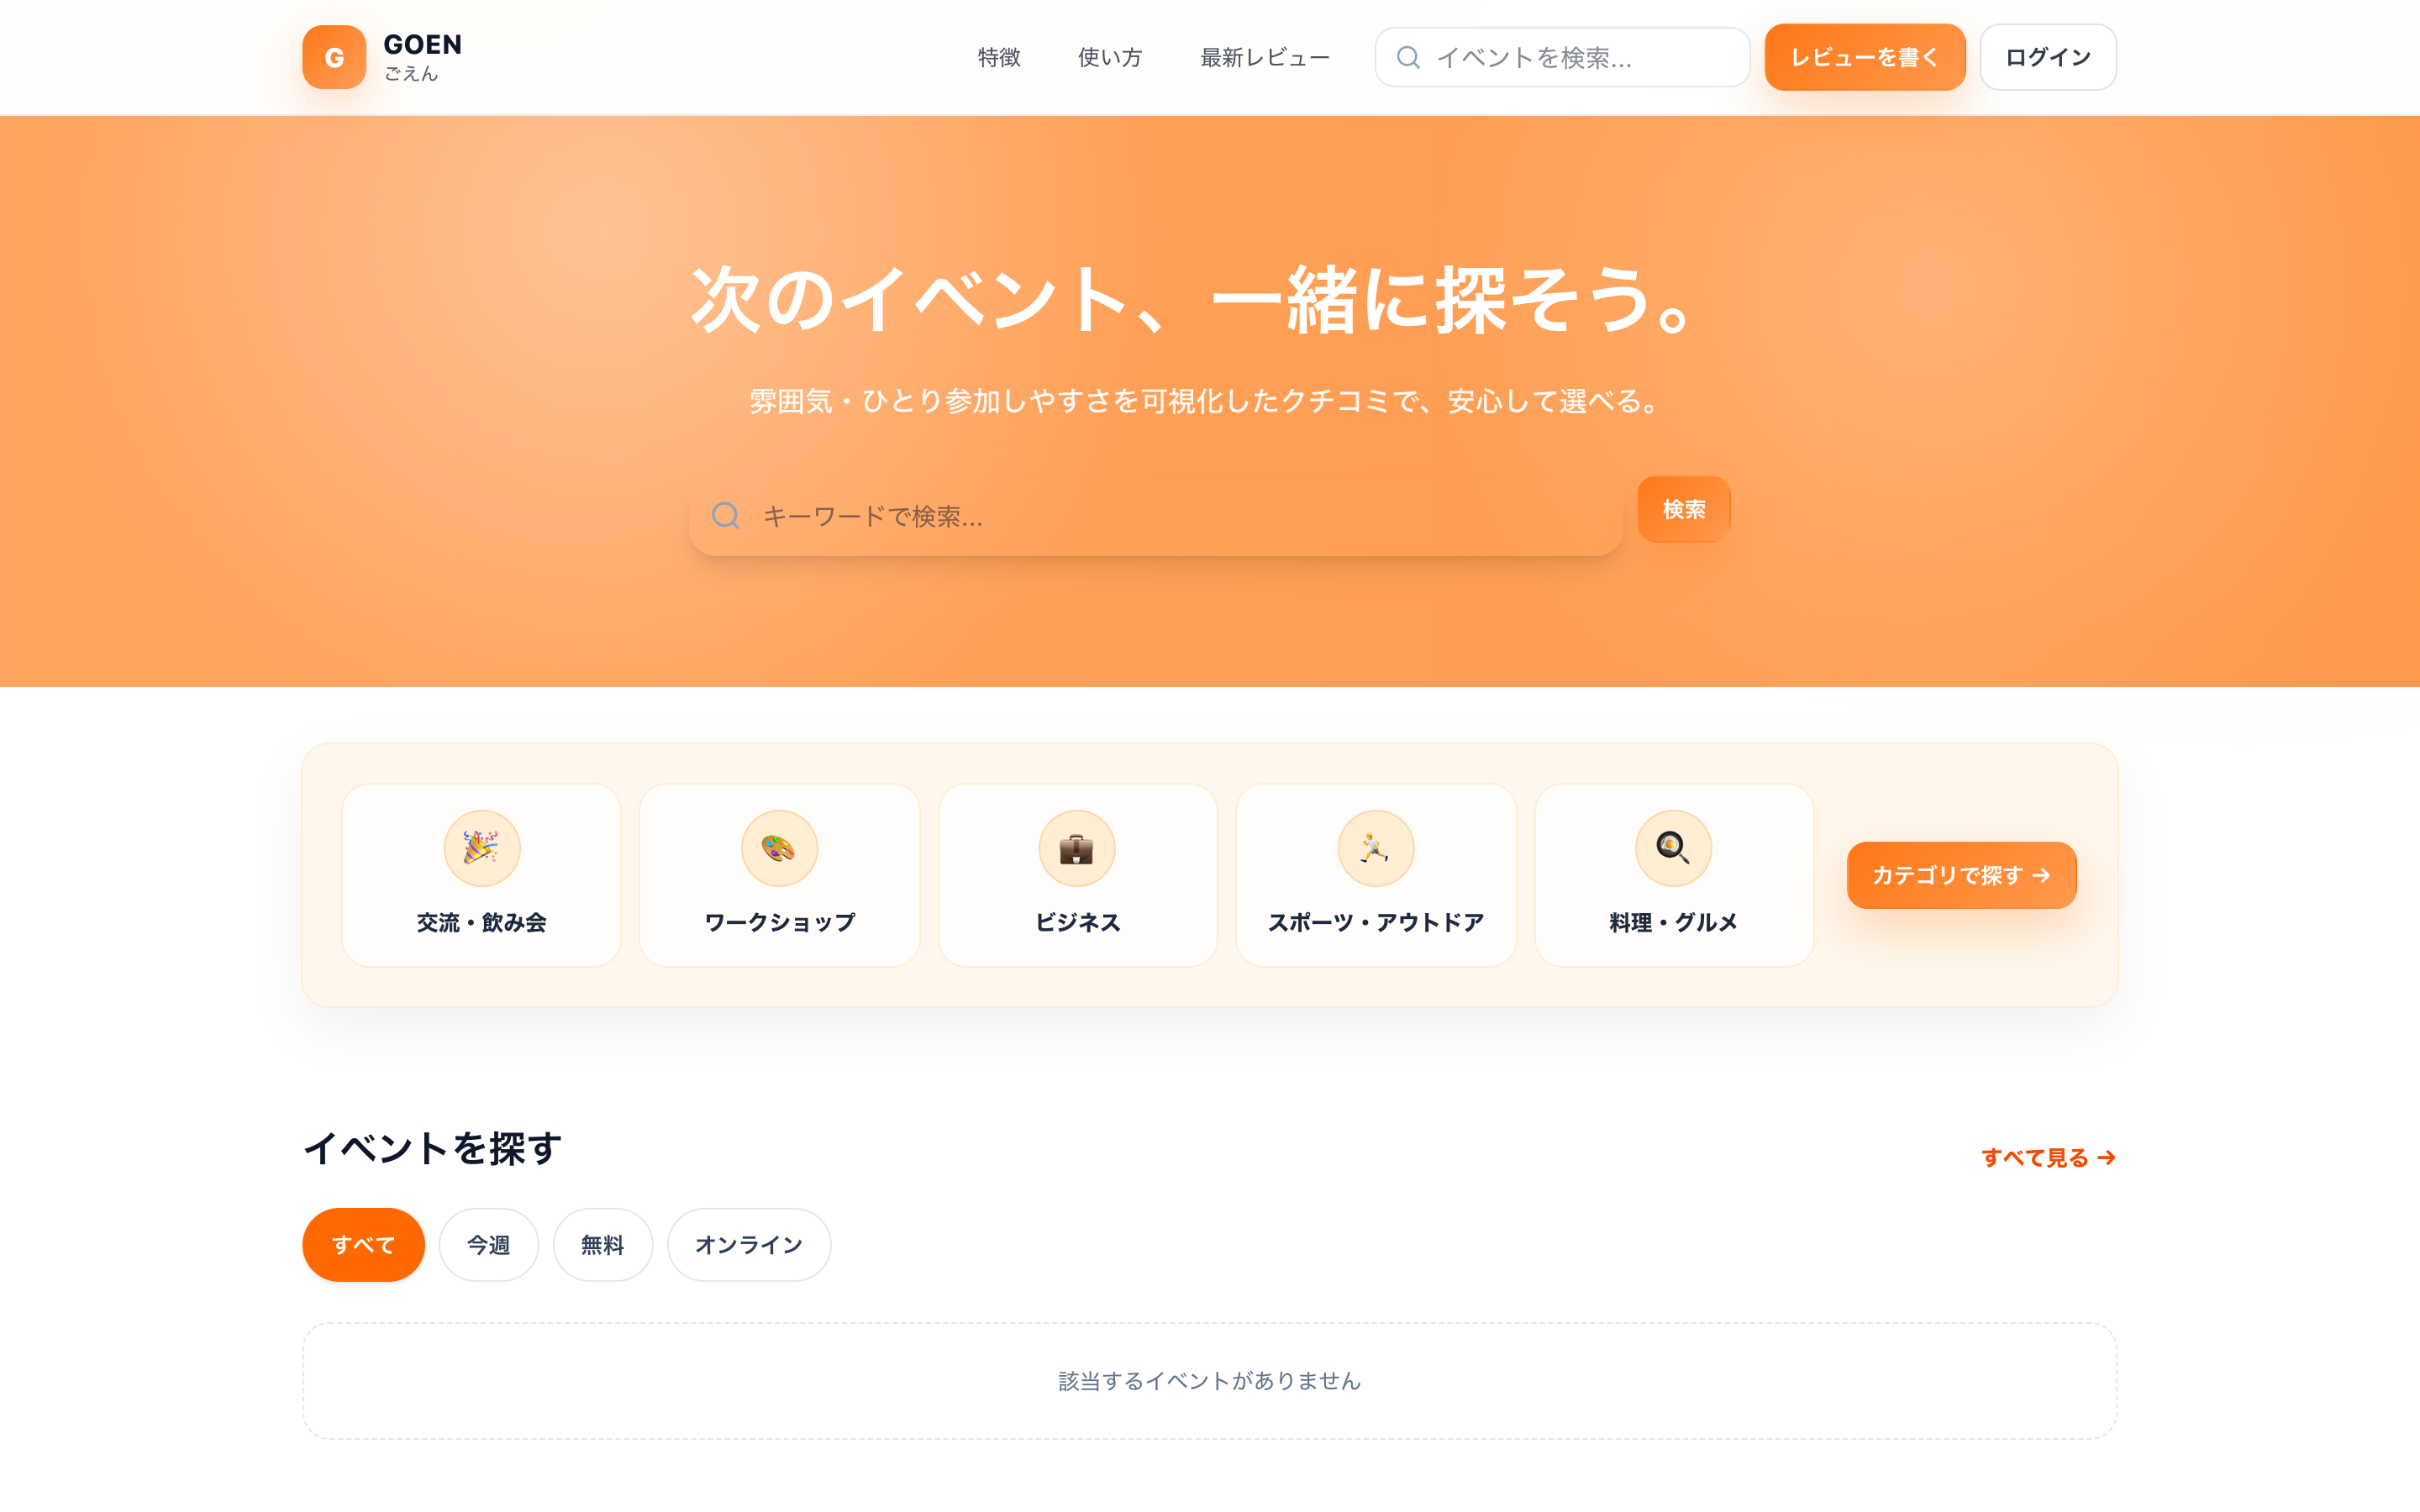 G
GOEN
ごえん
特徴
使い方
最新レビュー
イベントを検索...
レビューを書く
ログイン
次のイベント、一緒に探そう。
雰囲気・ひとり参加しやすさを可視化したクチコミで、安心して選べる。
キーワードで検索...
検索
交流・飲み会
ワークショップ
ビジネス
スポーツ・アウトドア
料理・グルメ
カテゴリで探す →
イベントを探す
すべて見る →
すべて
今週
無料
オンライン
該当するイベントがありません